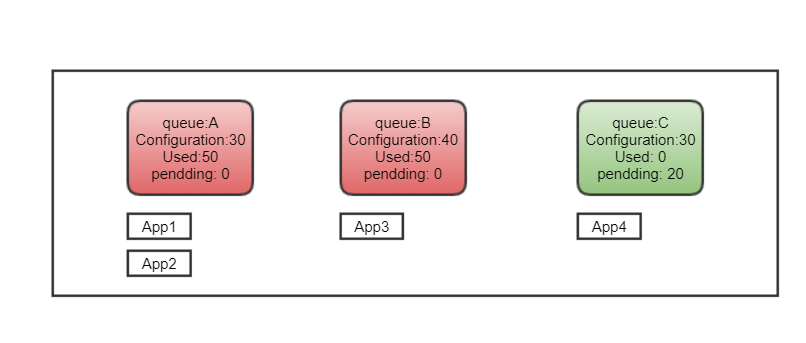 queue:A
Configuration:30
Used:50
pendding: 0
queue:B
Configuration:40
Used:50
pendding: 0
queue:C
Configuration:30
Used: 0
pendding: 20
App1
App2
App3
App4